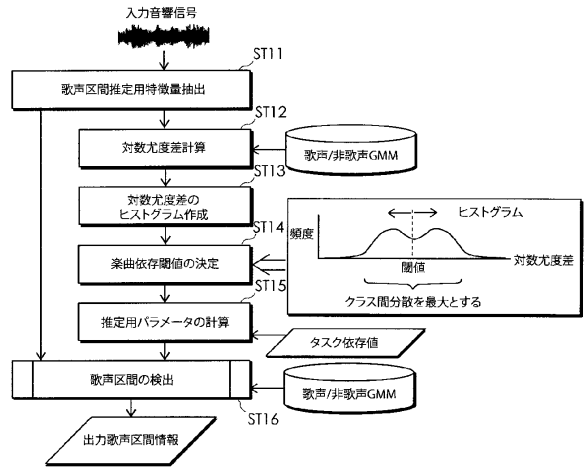 入力音響信号
ST11
歌声区間推定用特徴量抽出
ST12
対数尤度差計算
歌声/非歌声GMM
ST13
対数尤度差の
ヒストグラム作成
ST14
楽曲依存閾値の決定
ヒストグラム
頻度
対数尤度差
閾値
クラス間分散を最大とする
ST15
推定用パラメータの計算
タスク依存値
歌声区間の検出
歌声/非歌声GMM
ST16
出力歌声区間情報